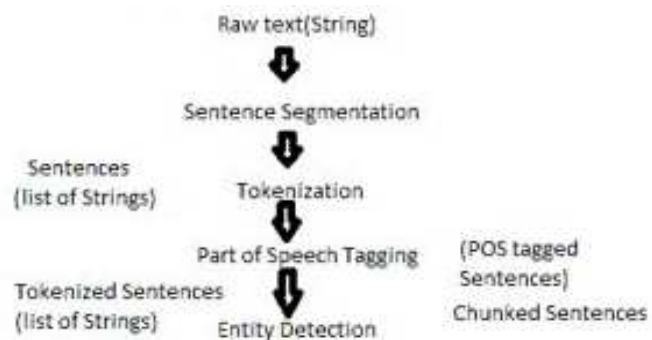 Raw text(String)
Sentence Segmentation
Sentences
(list of Strings)
Tokenization
Part of Speech Tagging
(POS tagged
Sentences)
Tokenized Sentences
(list of Strings)
Chunked Sentences
Entity Detection